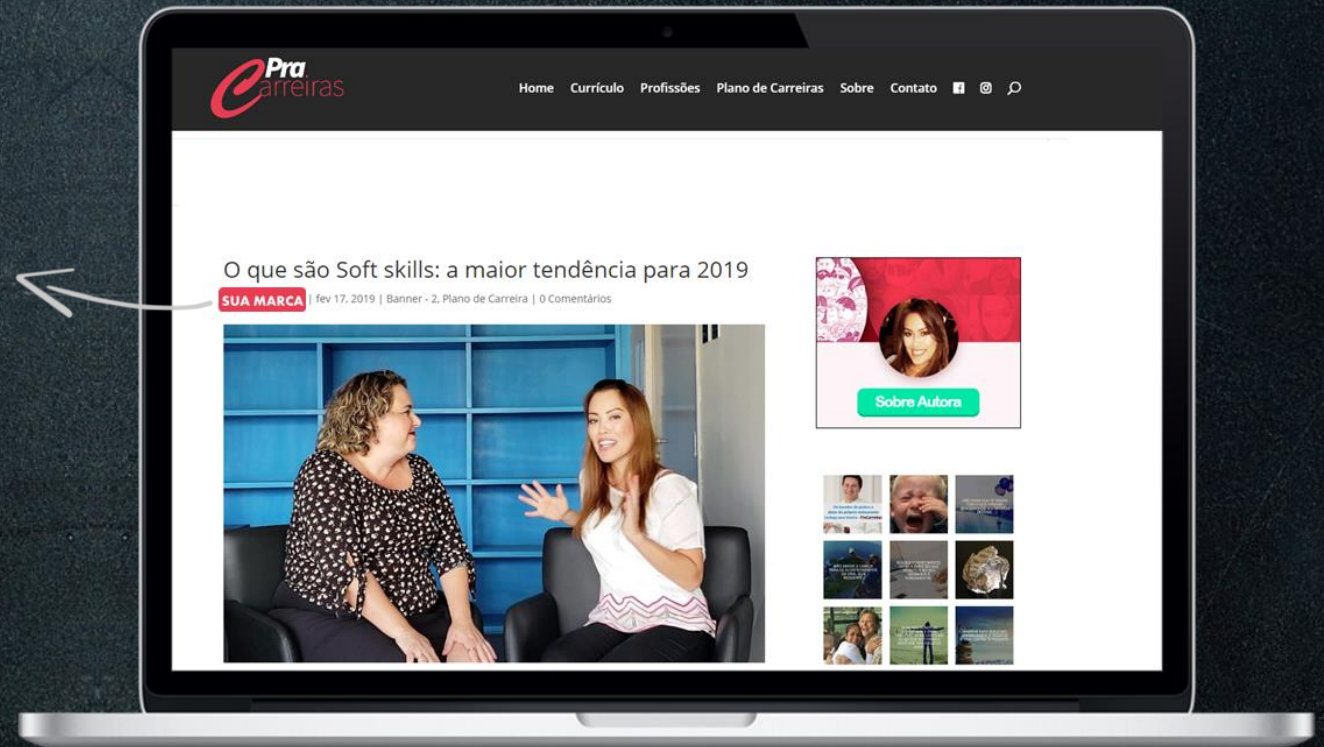 Pra
Carreiras
Home Currículo Profissões Plano de Carreiras Sobre Contato
O que são Soft skills: a maior tendência para 2019
SUA MARCA | fev 17, 2019 | Banner - 2, Plano de Carreira | 0 Comentários
Sobre Autora